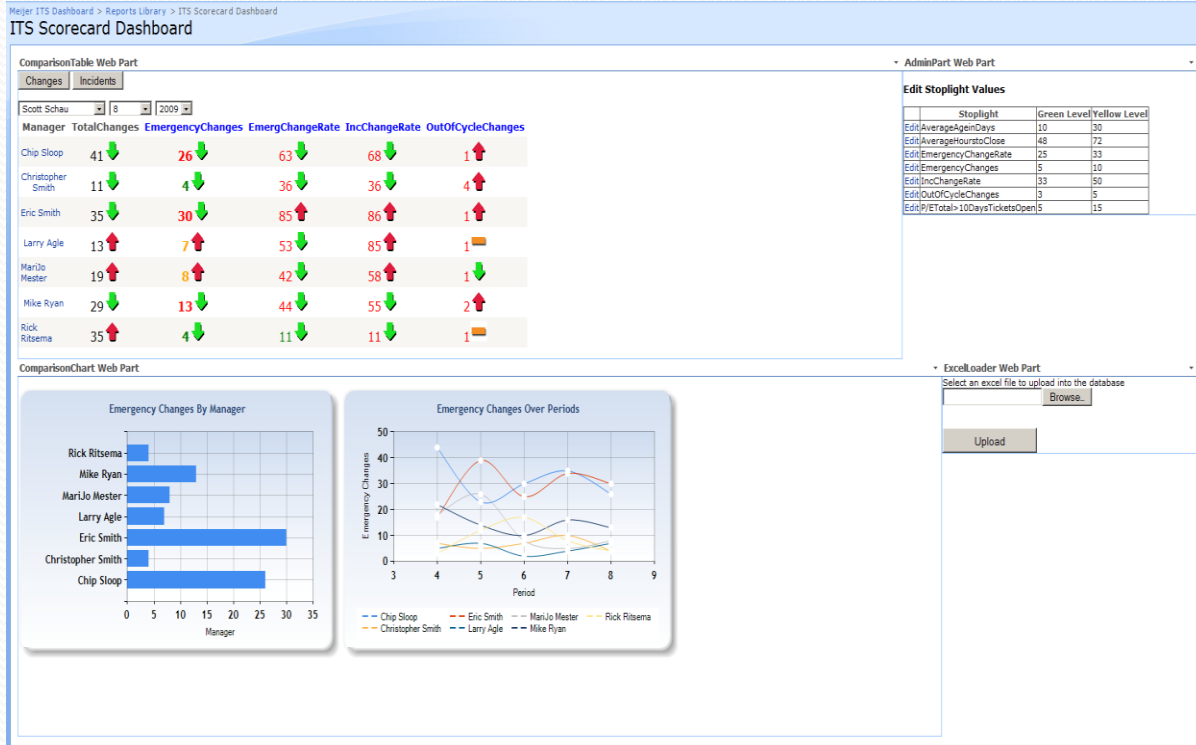 Meijer ITS Dashboard > Reports Library > ITS Scorecard Dashboard
ITS Scorecard Dashboard
ComparisonTable Web Part
Changes Incidents
Scott Schau 8 2009
Manager TotalChanges EmergencyChanges EmergChangeRate IncChangeRate OutOfCycleChanges
Chip Sloop 41 26 63 68 1
Christopher
Smith 11 4 36 36 4
Eric Smith 35 30 85 86 1
Larry Agle 13 7 53 85 1
MariJo
Mester 19 8 42 58 1
Mike Ryan 29 13 44 55 2
Rick
Ritsema 35 4 11 11 1
AdminPart Web Part
Edit Stoplight Values
Stoplight Green Level Yellow Level
Edit AverageAgeinDays 10 30
Edit AverageHourstoClose 48 72
Edit EmergencyChangeRate 25 33
Edit EmergencyChanges 5 10
Edit IncChangeRate 33 50
Edit OutOfCycleChanges 3 5
Edit P/ETotal>10DaysTicketsOpen 5 15
ComparisonChart Web Part
Emergency Changes By Manager
Rick Ritsema
Mike Ryan
MariJo Mester
Larry Agle
Eric Smith
Christopher Smith
Chip Sloop
0 5 10 15 20 25 30 35
Manager
Emergency Changes Over Periods
Emergency Changes
50
40
30
20
10
0
3 4 5 6 7 8 9
Period
Chip Sloop Eric Smith MariJo Mester Rick Ritsema
Christopher Smith Larry Agle Mike Ryan
ExcelLoader Web Part
Select an excel file to upload into the database
Browse..
Upload